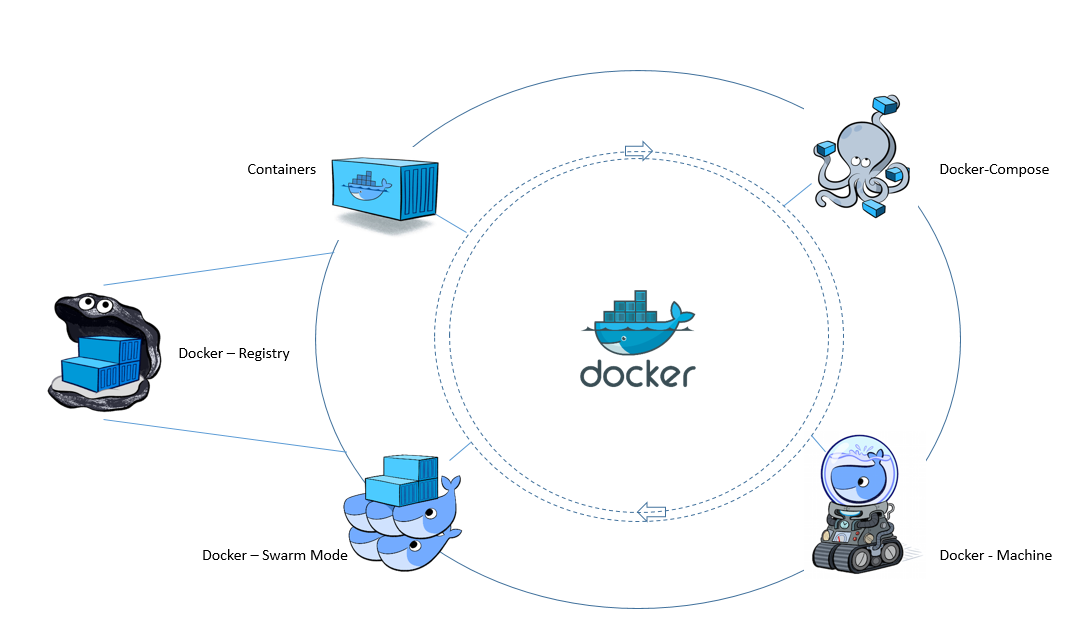 Containers
Docker-Compose
Docker – Registry
docker
Docker – Swarm Mode
Docker - Machine